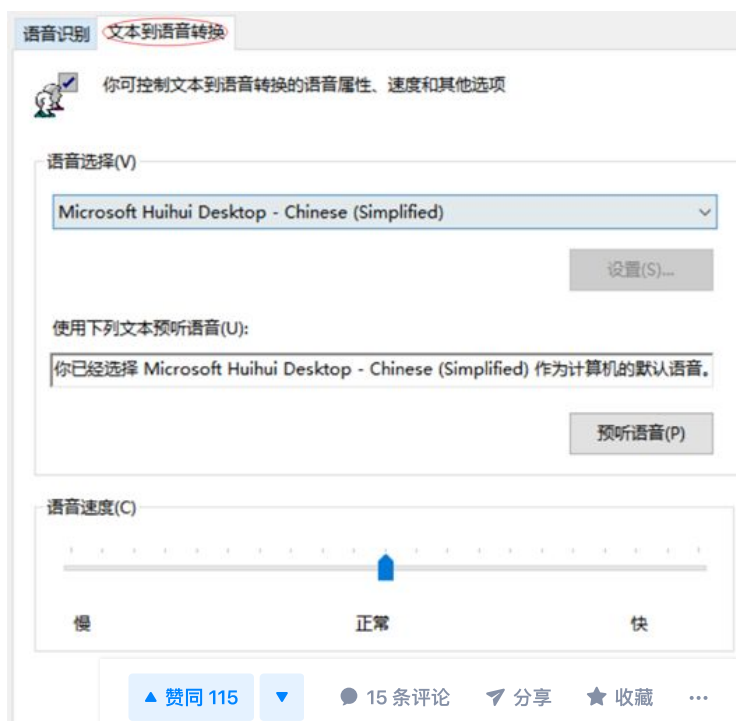 语音识别 文本到语音转换
你可控制文本到语音转换的语音属性、速度和其他选项
语音选择(V)
Microsoft Huihui Desktop - Chinese (Simplified)
设置(S)...
使用下列文本预听语音(U):
你已经选择 Microsoft Huihui Desktop - Chinese (Simplified) 作为计算机的默认语音。
预听语音(P)
语音速度(C)
慢 正常 快
赞同 115 15 条评论 分享 收藏 ···